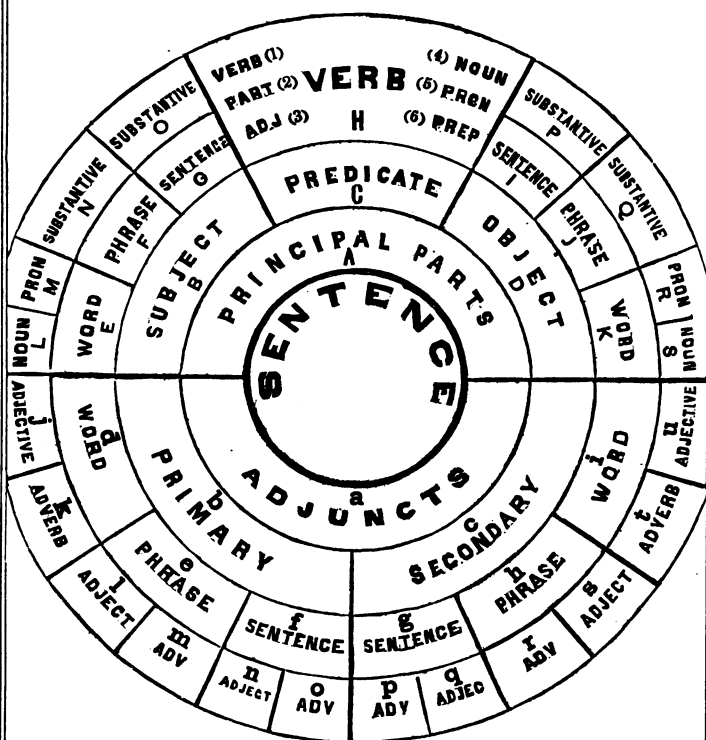 VERB (1)
PART (2)
ADJ (3)
VERB
H
(4) NOUN
(5) PRON
(6) PREP
PREDICATE
C
PRINCIPAL PARTS
A
SENTENCE
SUBJECT
B
OBJECT
D
SUBSTANTIVE
O
SENTENCE
G
SUBSTANTIVE
N
PHRASE
F
PRON
M
NOUN
L
WORD
E
SUBSTANTIVE
P
SENTENCE
I
SUBSTANTIVE
Q
PHRASE
J
PRON
R
NOUN
S
WORD
K
a
ADJUNCTS
b
PRIMARY
c
SECONDARY
d
WORD
j
ADJECTIVE
k
ADVERB
e
PHRASE
l
ADJECT
m
ADV
f
SENTENCE
n
ADJECT
o
ADV
g
SENTENCE
p
ADV
q
ADJEC
h
PHRASE
r
ADV
s
ADJECT
i
WORD
t
ADVERB
u
ADJECTIVE